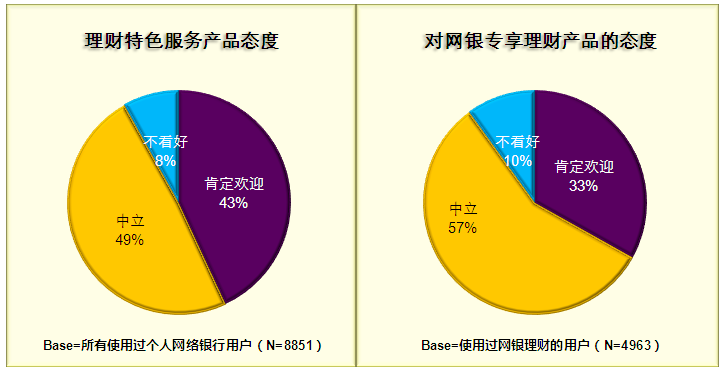 理财特色服务产品态度
不看好
8%
肯定欢迎
43%
中立
49%
Base=所有使用过个人网络银行用户（N=8851）
对网银专享理财产品的态度
不看好
10%
肯定欢迎
33%
中立
57%
Base=使用过网银理财的用户（N=4963）